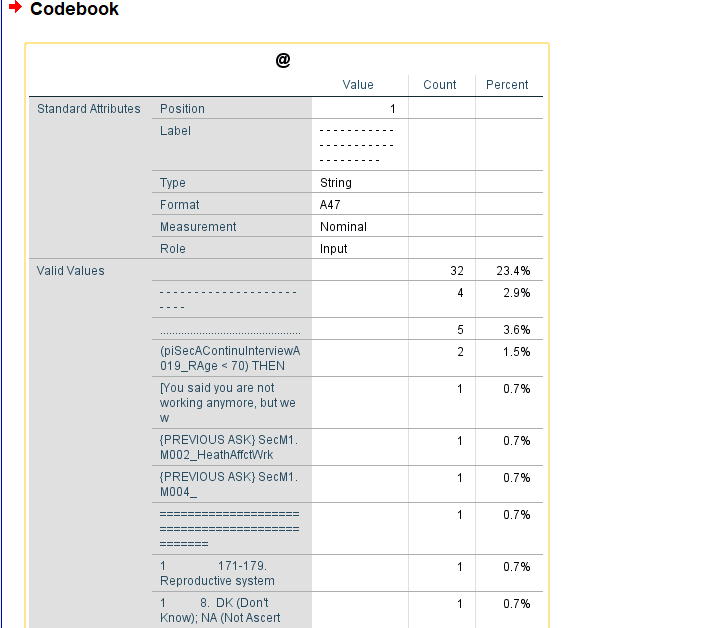 Codebook
@
Value Count Percent
Standard Attributes Position 1
Label - - - - - - - - - - -
- - - - - - - - - - -
- - - - - - - - -
Type String
Format A47
Measurement Nominal
Role Input
Valid Values 32 23.4%
- - - - - - - - - - - - - - - - - - - - 4 2.9%
- - - -
............................................... 5 3.6%
(piSecAContinuInterviewA 2 1.5%
019_RAge < 70) THEN
[You said you are not 1 0.7%
working anymore, but we
w
{PREVIOUS ASK} SecM1. 1 0.7%
M002_HeathAffctWrk
{PREVIOUS ASK} SecM1. 1 0.7%
M004_
==================== 1 0.7%
====================
=======
1 171-179. 1 0.7%
Reproductive system
1 8. DK (Don't 1 0.7%
Know); NA (Not Ascert